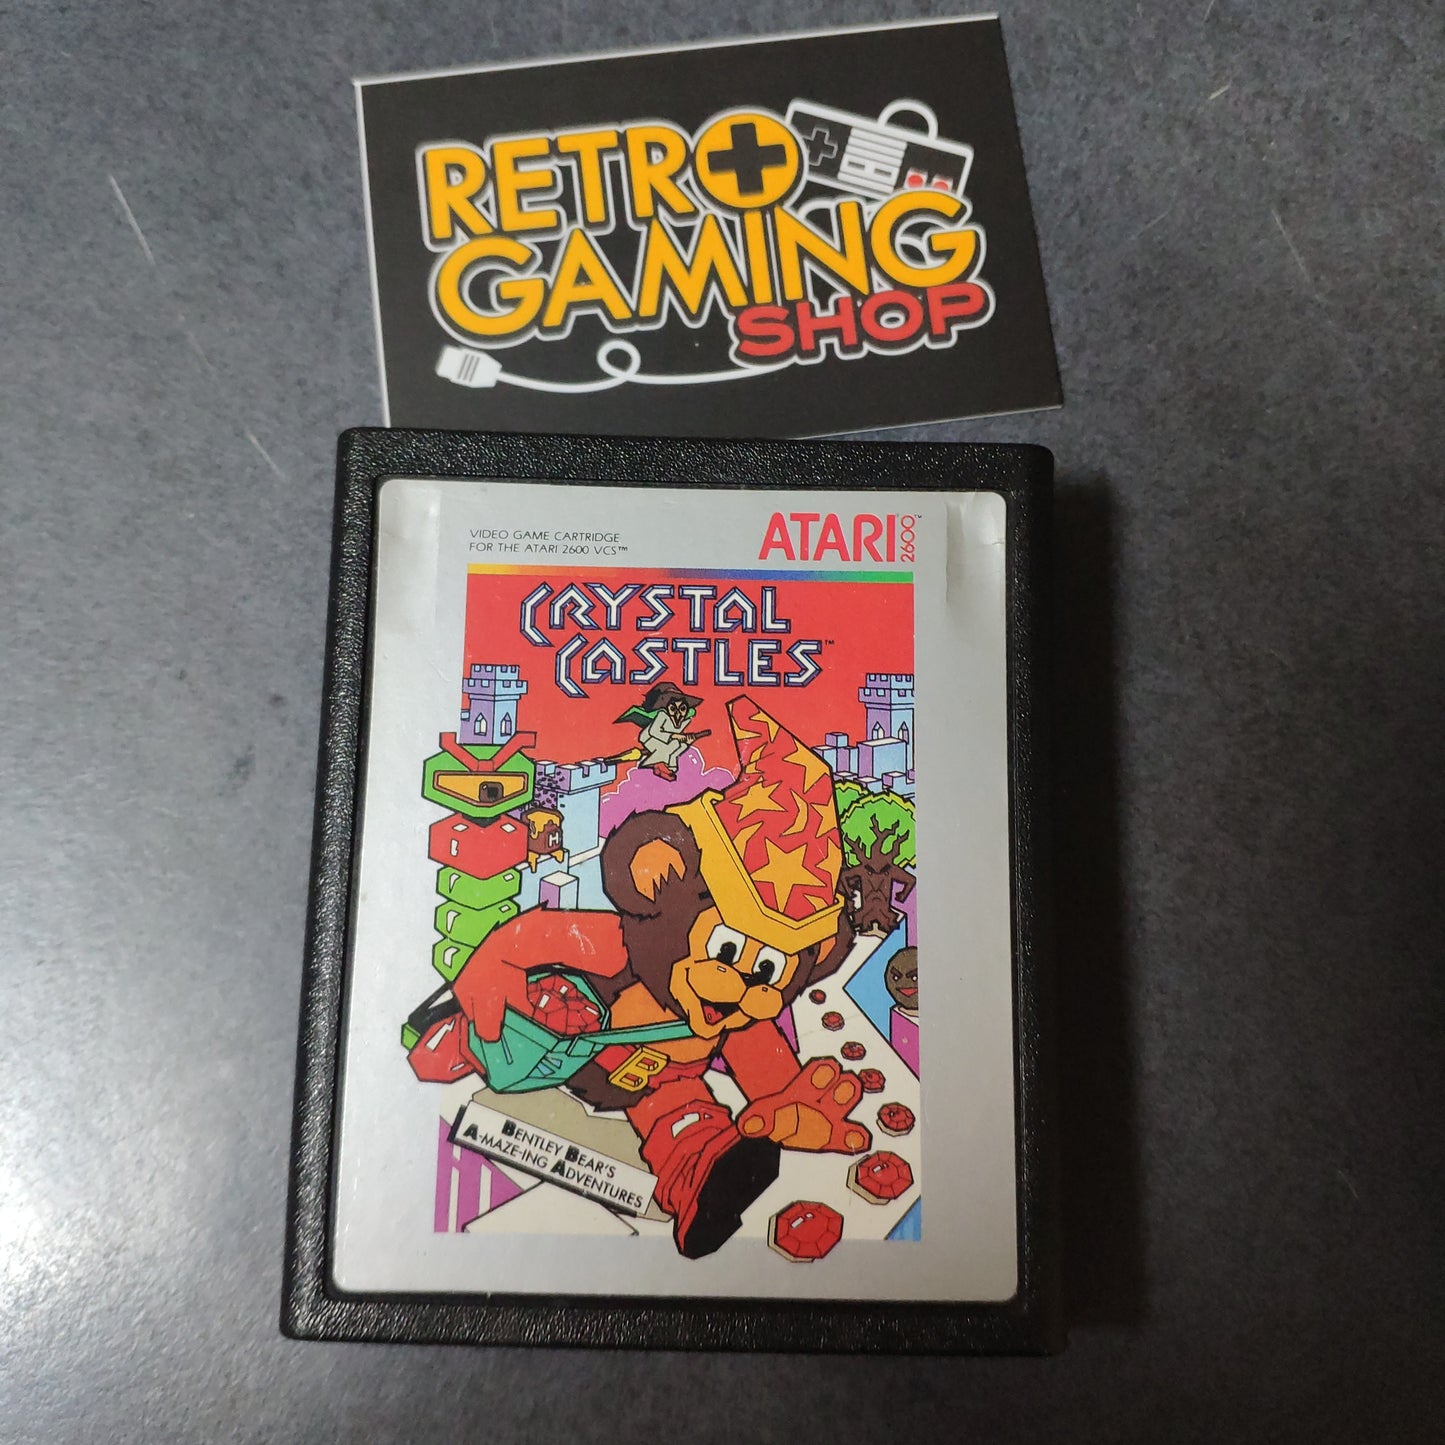 RETRO
GAMING
SHOP
VIDEO GAME CARTRIDGE
FOR THE ATARI 2600 VCS™
ATARI® 2600™
CRYSTAL
CASTLES™
H
B
BENTLEY BEAR'S
A-MAZE-ING ADVENTURES